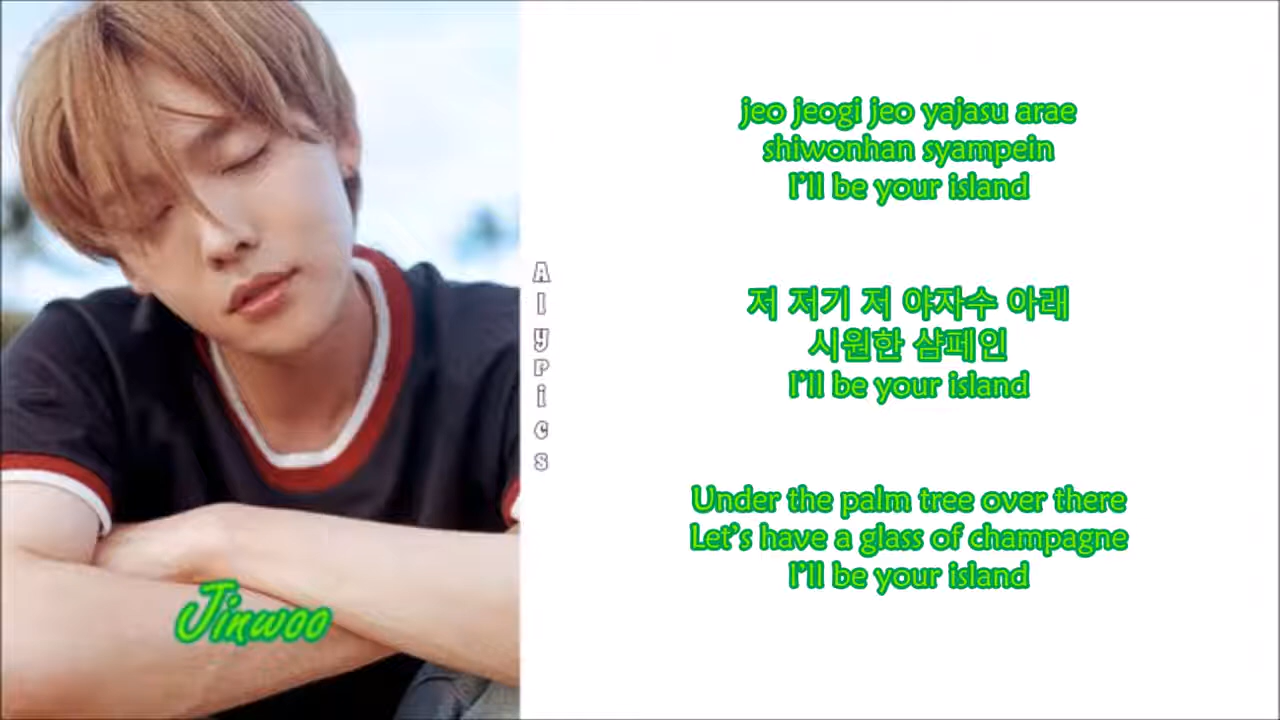 jeo jeogi jeo yajasu arae
shiwonhan syampein
I'll be your island
저 저기 저 야자수 아래
시원한 샴페인
I'll be your island
Under the palm tree over there
Let's have a glass of champagne
I'll be your island
Alypics
Jinwoo